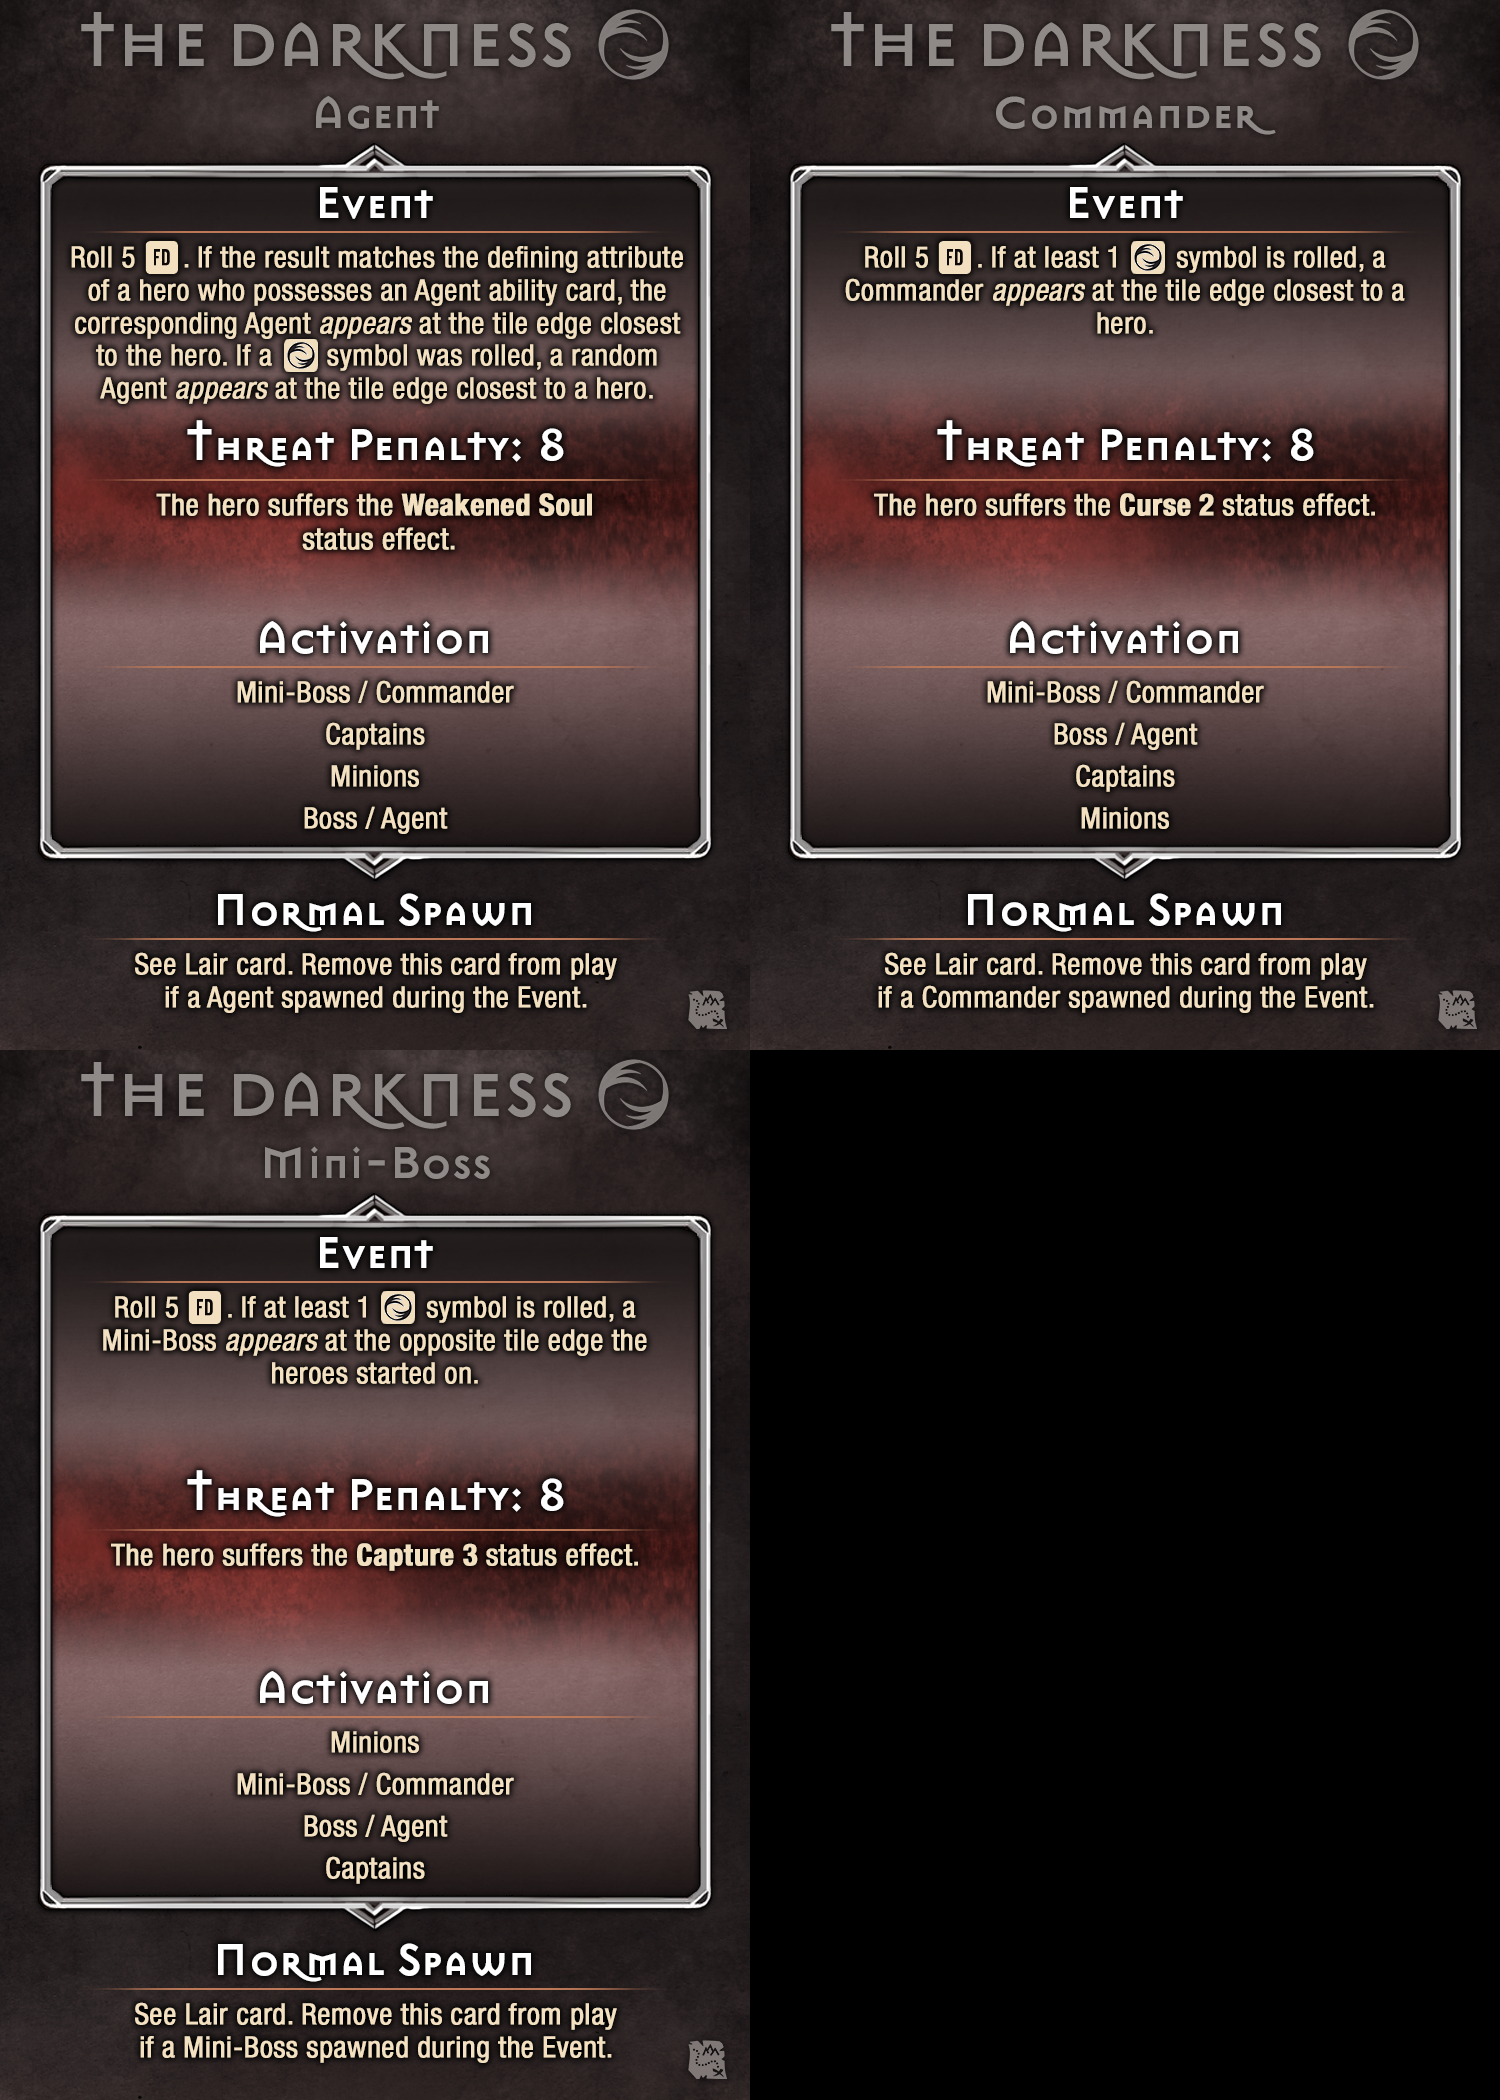 THE DARKNESS
Agent
Event
Roll 5 FD . If the result matches the defining attribute
of a hero who possesses an Agent ability card, the
corresponding Agent appears at the tile edge closest
to the hero. If a symbol was rolled, a random
Agent appears at the tile edge closest to a hero.
Threat Penalty: 8
The hero suffers the Weakened Soul
status effect.
Activation
Mini-Boss / Commander
Captains
Minions
Boss / Agent
Normal Spawn
See Lair card. Remove this card from play
if a Agent spawned during the Event.
THE DARKNESS
Commander
Event
Roll 5 FD . If at least 1 symbol is rolled, a
Commander appears at the tile edge closest to a
hero.
Threat Penalty: 8
The hero suffers the Curse 2 status effect.
Activation
Mini-Boss / Commander
Boss / Agent
Captains
Minions
Normal Spawn
See Lair card. Remove this card from play
if a Commander spawned during the Event.
THE DARKNESS
Mini-Boss
Event
Roll 5 FD . If at least 1 symbol is rolled, a
Mini-Boss appears at the opposite tile edge the
heroes started on.
Threat Penalty: 8
The hero suffers the Capture 3 status effect.
Activation
Minions
Mini-Boss / Commander
Boss / Agent
Captains
Normal Spawn
See Lair card. Remove this card from play
if a Mini-Boss spawned during the Event.